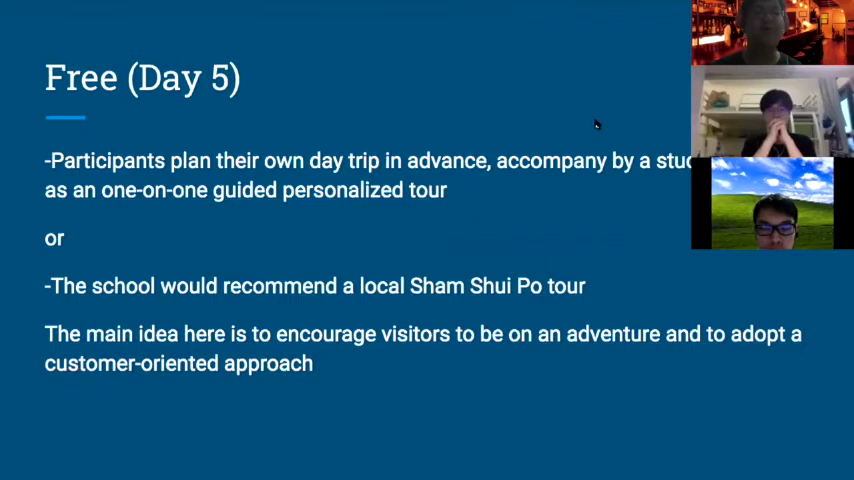 Free (Day 5)
-Participants plan their own day trip in advance, accompany by a
as an one-on-one guided personalized tour
or
-The school would recommend a local Sham Shui Po tour
The main idea here is to encourage visitors to be on an adventure and to adopt a
customer-oriented approach